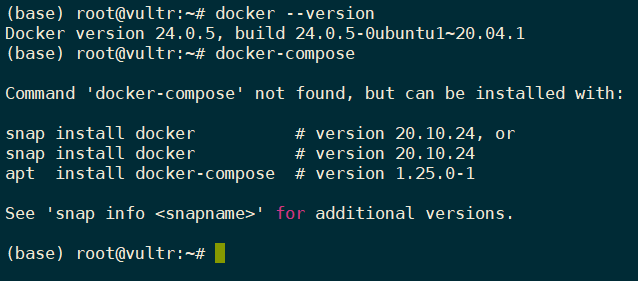 (base) root@vultr:~# docker --version
Docker version 24.0.5, build 24.0.5-0ubuntu1~20.04.1
(base) root@vultr:~# docker-compose
Command 'docker-compose' not found, but can be installed with:
snap install docker          # version 20.10.24, or
snap install docker          # version 20.10.24
apt  install docker-compose  # version 1.25.0-1
See 'snap info <snapname>' for additional versions.
(base) root@vultr:~#